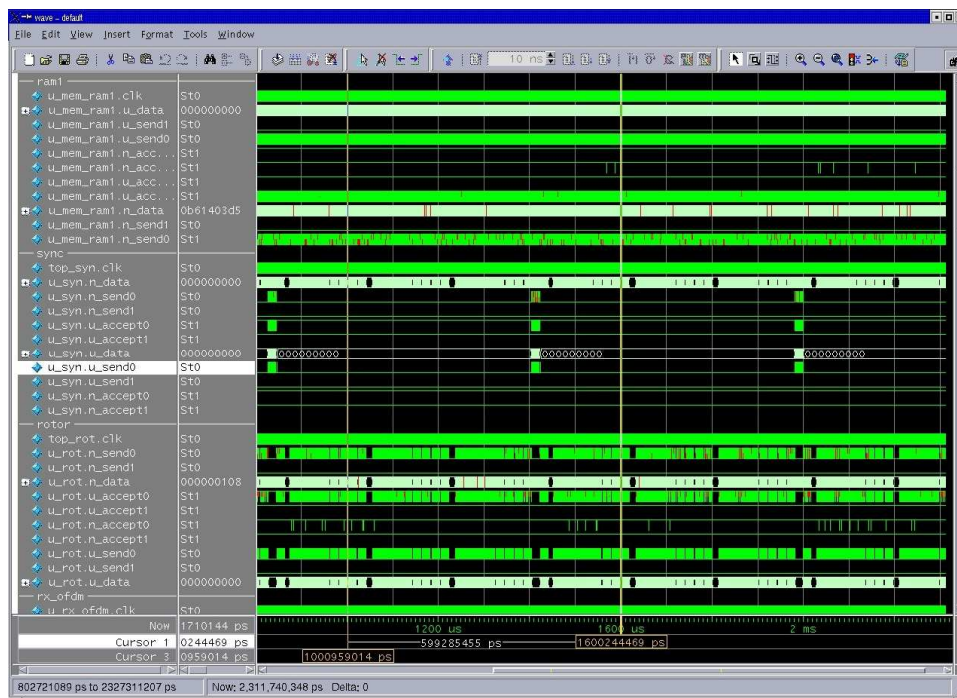 wave - default
File Edit View Insert Format Tools Window
10 ns
ram1
u_mem_ram1.clk St0
u_mem_ram1.u_data 000000000
u_mem_ram1.u_send1 St0
u_mem_ram1.u_send0 St0
u_mem_ram1.n_acc... St1
u_mem_ram1.n_acc... St1
u_mem_ram1.u_acc... St1
u_mem_ram1.u_acc... St1
u_mem_ram1.n_data 0b61403d5
u_mem_ram1.n_send1 St0
u_mem_ram1.n_send0 St1
sync
top_syn.clk St0
u_syn.n_data 000000000
u_syn.n_send0 St0
u_syn.n_send1 St0
u_syn.u_accept0 St1
u_syn.u_accept1 St1
u_syn.u_data 000000000
u_syn.u_send0 St0
u_syn.u_send1 St0
u_syn.n_accept0 St1
u_syn.n_accept1 St1
rotor
top_rot.clk St0
u_rot.n_send0 St0
u_rot.n_send1 St0
u_rot.n_data 000000108
u_rot.u_accept0 St1
u_rot.u_accept1 St1
u_rot.n_accept0 St1
u_rot.n_accept1 St1
u_rot.u_send0 St0
u_rot.u_send1 St0
u_rot.u_data 000000000
rx_ofdm
u_rx_ofdm.clk St0
Now 1710144 ps 1200 us 1600 us 2 ms
Cursor 1 0244469 ps 599285455 ps 1600244469 ps
Cursor 3 0959014 ps 1000959014 ps
802721089 ps to 2327311207 ps Now: 2,311,740,348 ps Delta: 0